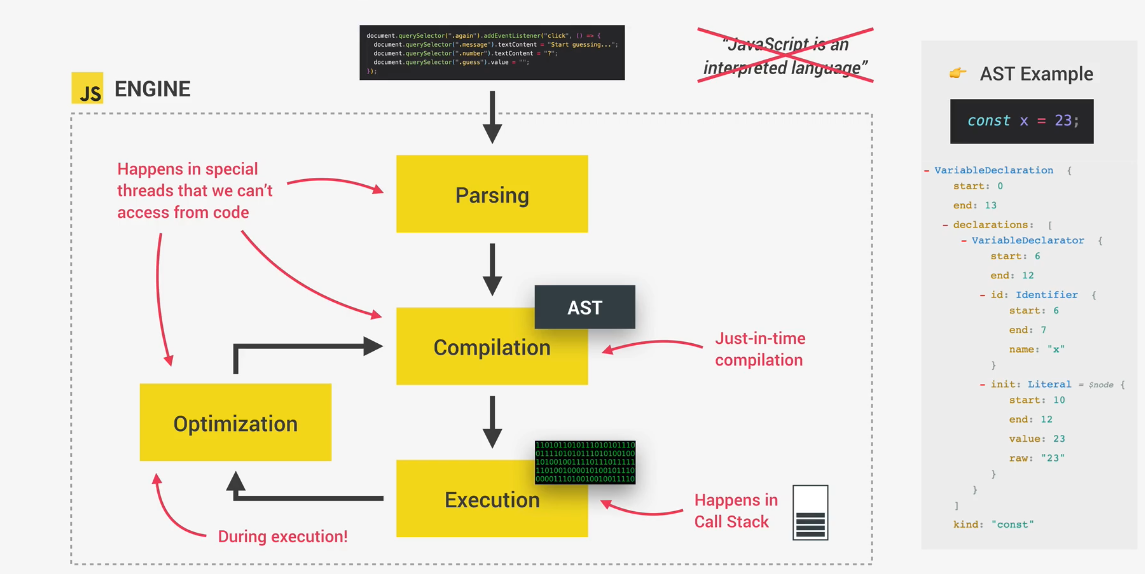 document.querySelector(".again").addEventListener("click", () => {
document.querySelector(".message").textContent = "Start guessing...";
document.querySelector(".number").textContent = "?";
document.querySelector(".guess").value = "";
});
“JavaScript is an
interpreted language”
JS ENGINE
Happens in special
threads that we can't
access from code
Parsing
AST
Compilation
Just-in-time
compilation
Optimization
1101011010111010101110
01111010101110101010100
10100100111101110111111
11010010000101001011110
00001110100100100111110
Execution
Happens in
Call Stack
During execution!
👉 AST Example
const x = 23;
- VariableDeclaration {
start: 0
end: 13
- declarations: [
- VariableDeclarator {
start: 6
end: 12
- id: Identifier {
start: 6
end: 7
name: "x"
}
- init: Literal = $node {
start: 10
end: 12
value: 23
raw: "23"
}
}
]
kind: "const"